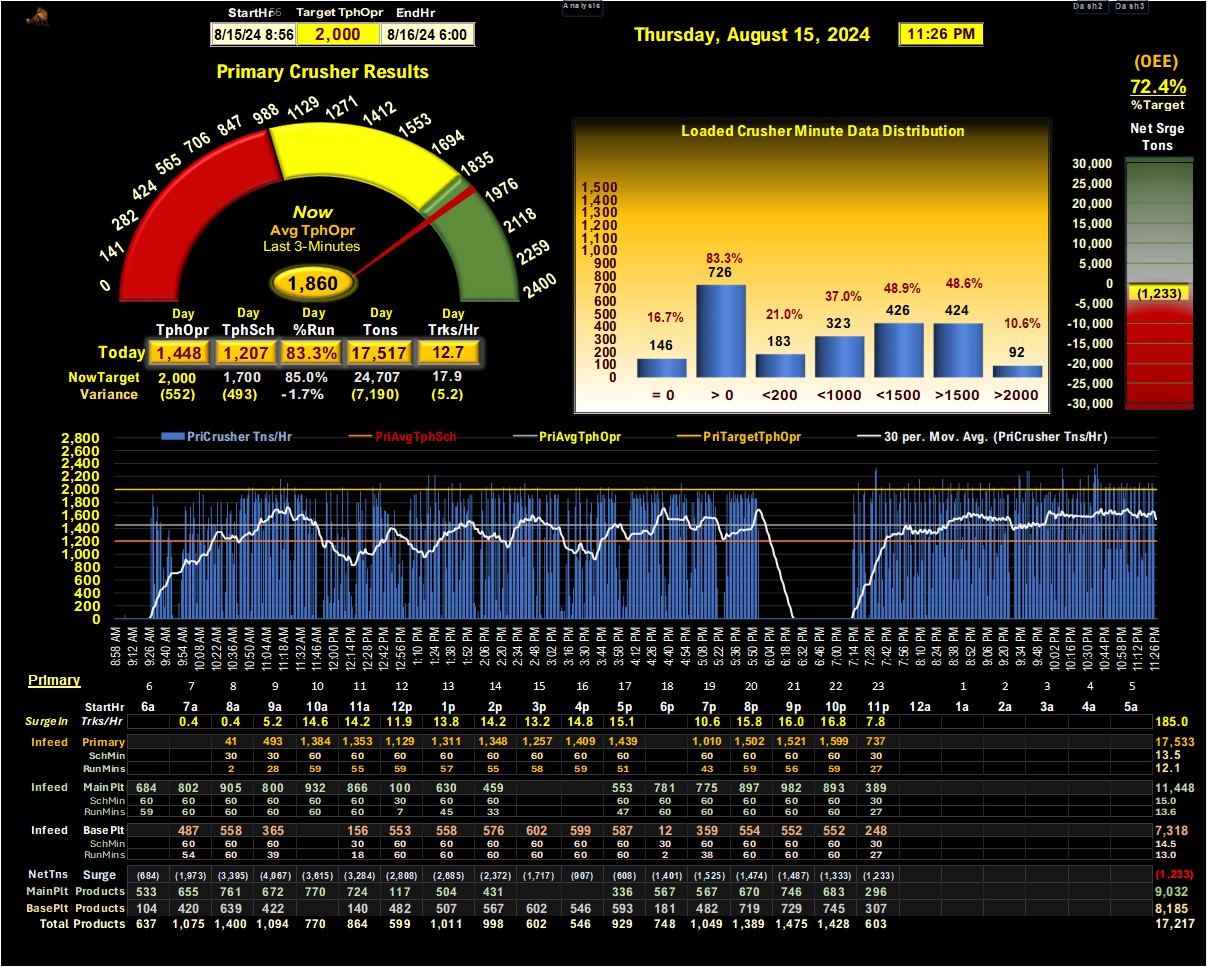 StartHr56 Target TphOpr EndHr
Analysis
Dash2 Dash3
8/15/24 8:56 2,000 8/16/24 6:00
Thursday, August 15, 2024 11:26 PM
Primary Crusher Results
(OEE)
72.4%
%Target
Net Srge
Tons
0 141 282 424 565 706 847 988 1129 1271 1412 1553 1694 1835 1976 2118 2259 2400
Now
Avg TphOpr
Last 3-Minutes
1,860
Day Day Day Day Day
TphOpr TphSch %Run Tons Trks/Hr
Today 1,448 1,207 83.3% 17,517 12.7
NowTarget 2,000 1,700 85.0% 24,707 17.9
Variance (552) (493) -1.7% (7,190) (5.2)
Loaded Crusher Minute Data Distribution
1,500
1,400
1,300
1,200
1,100
1,000
900
800
700
600
500
400
300
200
100
0
16.7% 83.3% 21.0% 37.0% 48.9% 48.6% 10.6%
146 726 183 323 426 424 92
= 0 > 0 <200 <1000 <1500 >1500 >2000
30,000
25,000
20,000
15,000
10,000
5,000
0
(1,233)
-5,000
-10,000
-15,000
-20,000
-25,000
-30,000
PriCrusher Tns/Hr PriAvgTphSch PriAvgTphOpr PriTargetTphOpr 30 per. Mov. Avg. (PriCrusher Tns/Hr)
2,800
2,600
2,400
2,200
2,000
1,800
1,600
1,400
1,200
1,000
800
600
400
200
0
8:58 AM 9:12 AM 9:26 AM 9:40 AM 9:54 AM 10:08 AM 10:22 AM 10:36 AM 10:50 AM 11:04 AM 11:18 AM 11:32 AM 11:46 AM 12:00 PM 12:14 PM 12:28 PM 12:42 PM 12:56 PM 1:10 PM 1:24 PM 1:38 PM 1:52 PM 2:06 PM 2:20 PM 2:34 PM 2:48 PM 3:02 PM 3:16 PM 3:30 PM 3:44 PM 3:58 PM 4:12 PM 4:26 PM 4:40 PM 4:54 PM 5:08 PM 5:22 PM 5:36 PM 5:50 PM 6:04 PM 6:18 PM 6:32 PM 6:46 PM 7:00 PM 7:14 PM 7:28 PM 7:42 PM 7:56 PM 8:10 PM 8:24 PM 8:38 PM 8:52 PM 9:06 PM 9:20 PM 9:34 PM 9:48 PM 10:02 PM 10:16 PM 10:30 PM 10:44 PM 10:58 PM 11:12 PM 11:26 PM
Primary
6 7 8 9 10 11 12 13 14 15 16 17 18 19 20 21 22 23 1 2 3 4 5
StartHr 6a 7a 8a 9a 10a 11a 12p 1p 2p 3p 4p 5p 6p 7p 8p 9p 10p 11p 12a 1a 2a 3a 4a 5a
SurgeIn Trks/Hr 0.4 0.4 5.2 14.6 14.2 11.9 13.8 14.2 13.2 14.8 15.1 10.6 15.8 16.0 16.8 7.8 185.0
Infeed Primary 41 493 1,384 1,353 1,129 1,311 1,348 1,257 1,409 1,439 1,010 1,502 1,521 1,599 737 17,533
SchMin 30 30 60 60 60 60 60 60 60 60 60 60 60 60 30 13.5
RunMins 2 28 59 55 59 57 55 58 59 51 43 59 56 59 27 12.1
Infeed MainPlt 684 802 905 800 932 866 100 630 459 553 781 775 897 982 893 389 11,448
SchMin 60 60 60 60 60 60 30 60 60 60 60 60 60 60 60 30 15.0
RunMins 59 60 60 60 60 60 7 45 33 47 60 60 60 60 60 27 13.6
Infeed BasePlt 487 558 365 156 553 558 576 602 599 587 12 359 554 552 552 248 7,318
SchMin 60 60 60 30 60 60 60 60 60 60 30 60 60 60 60 30 14.5
RunMins 54 60 39 18 60 60 60 60 60 60 2 38 60 60 60 27 13.0
NetTns Surge (684) (1,973) (3,395) (4,067) (3,615) (3,284) (2,808) (2,685) (2,372) (1,717) (907) (608) (1,401) (1,525) (1,474) (1,487) (1,333) (1,233) (1,233)
MainPlt Products 533 655 761 672 770 724 117 504 431 336 567 567 670 746 683 296 9,032
BasePlt Products 104 420 639 422 140 482 507 567 602 546 593 181 482 719 729 745 307 8,185
Total Products 637 1,075 1,400 1,094 770 864 599 1,011 998 602 546 929 748 1,049 1,389 1,475 1,428 603 17,217